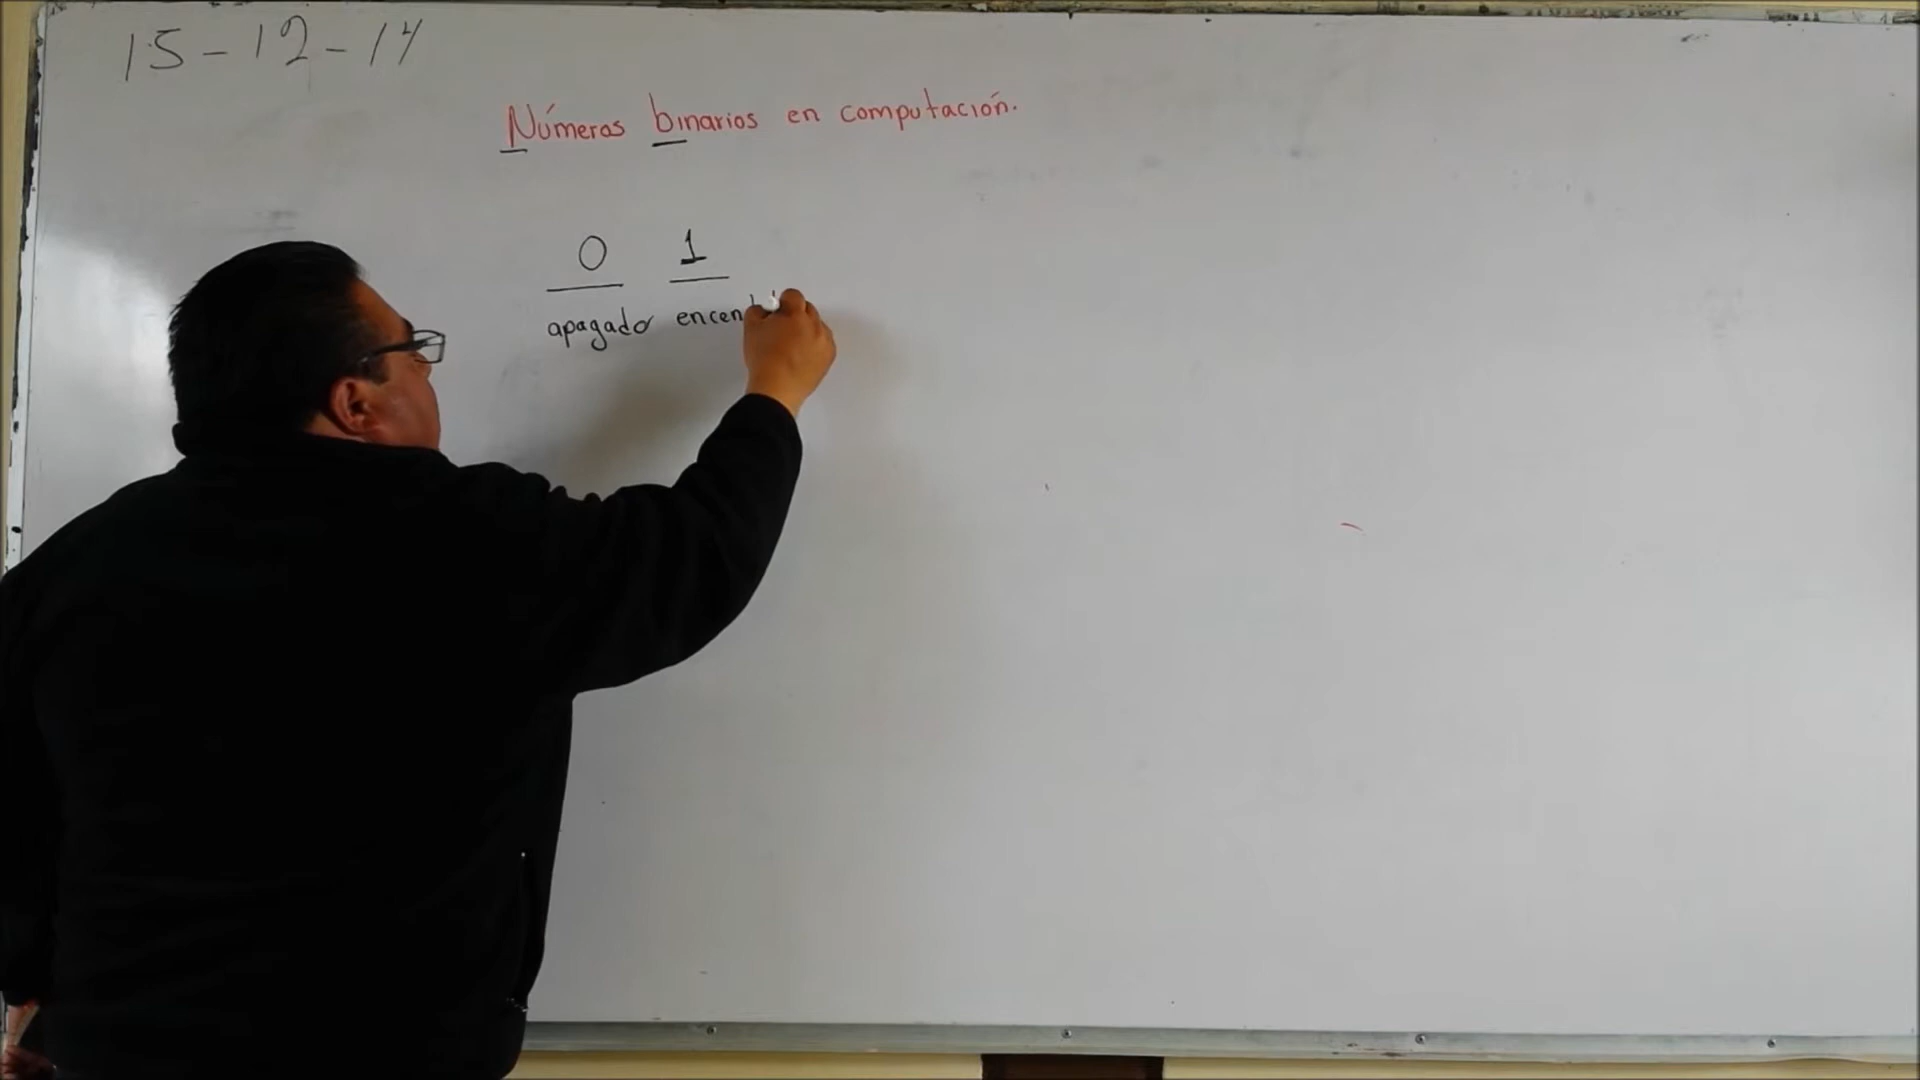 15-12-14
Números binarios en computación.
0 1
apagado encen